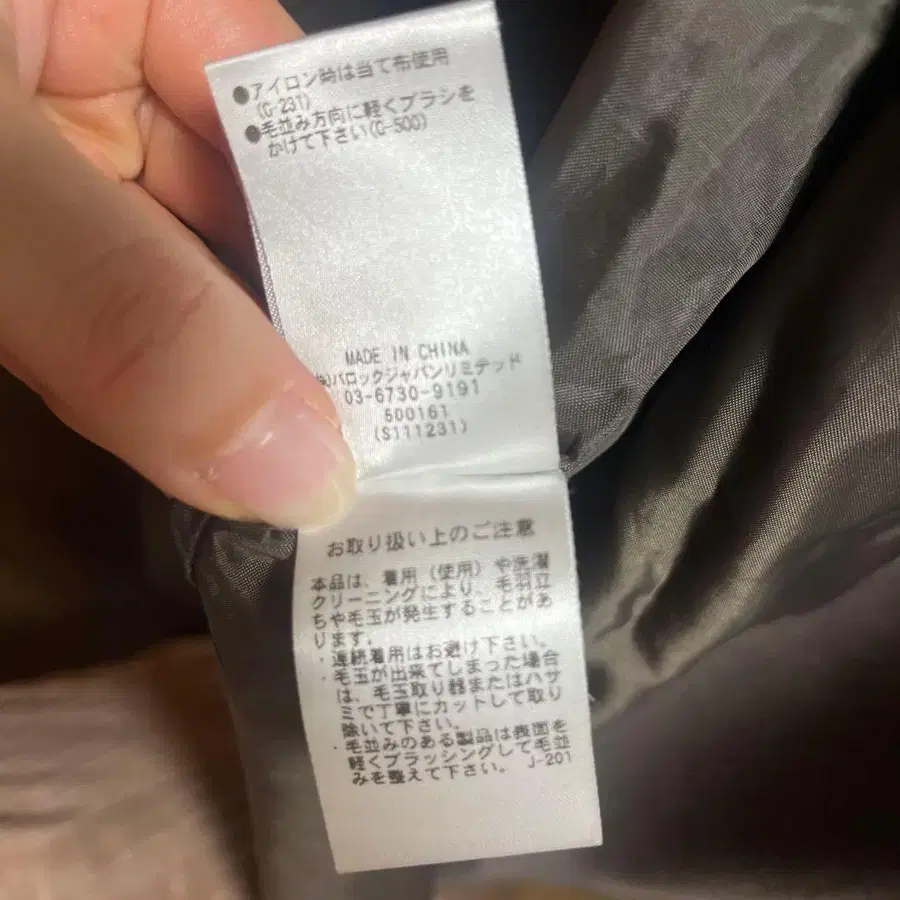 ●アイロン時は当て布使用
(C-231)
●毛並み方向に軽くブラシを
かけて下さい(C-500)
MADE IN CHINA
㈱バロックジャパンリミテッド
03-6730-9191
500161
(S111231)
お取り扱い上のご注意
本品は、着用(使用)や洗濯
クリーニングにより、毛羽立
ちや毛玉が発生することがあ
ります。
・連続着用はお避け下さい。
・毛玉が出来てしまった場合
は、毛玉取り器またはハサ
ミで丁寧にカットして取り
除いて下さい。
・毛並みのある製品は表面を
軽くブラッシングして毛並
みを整えて下さい。 J-201